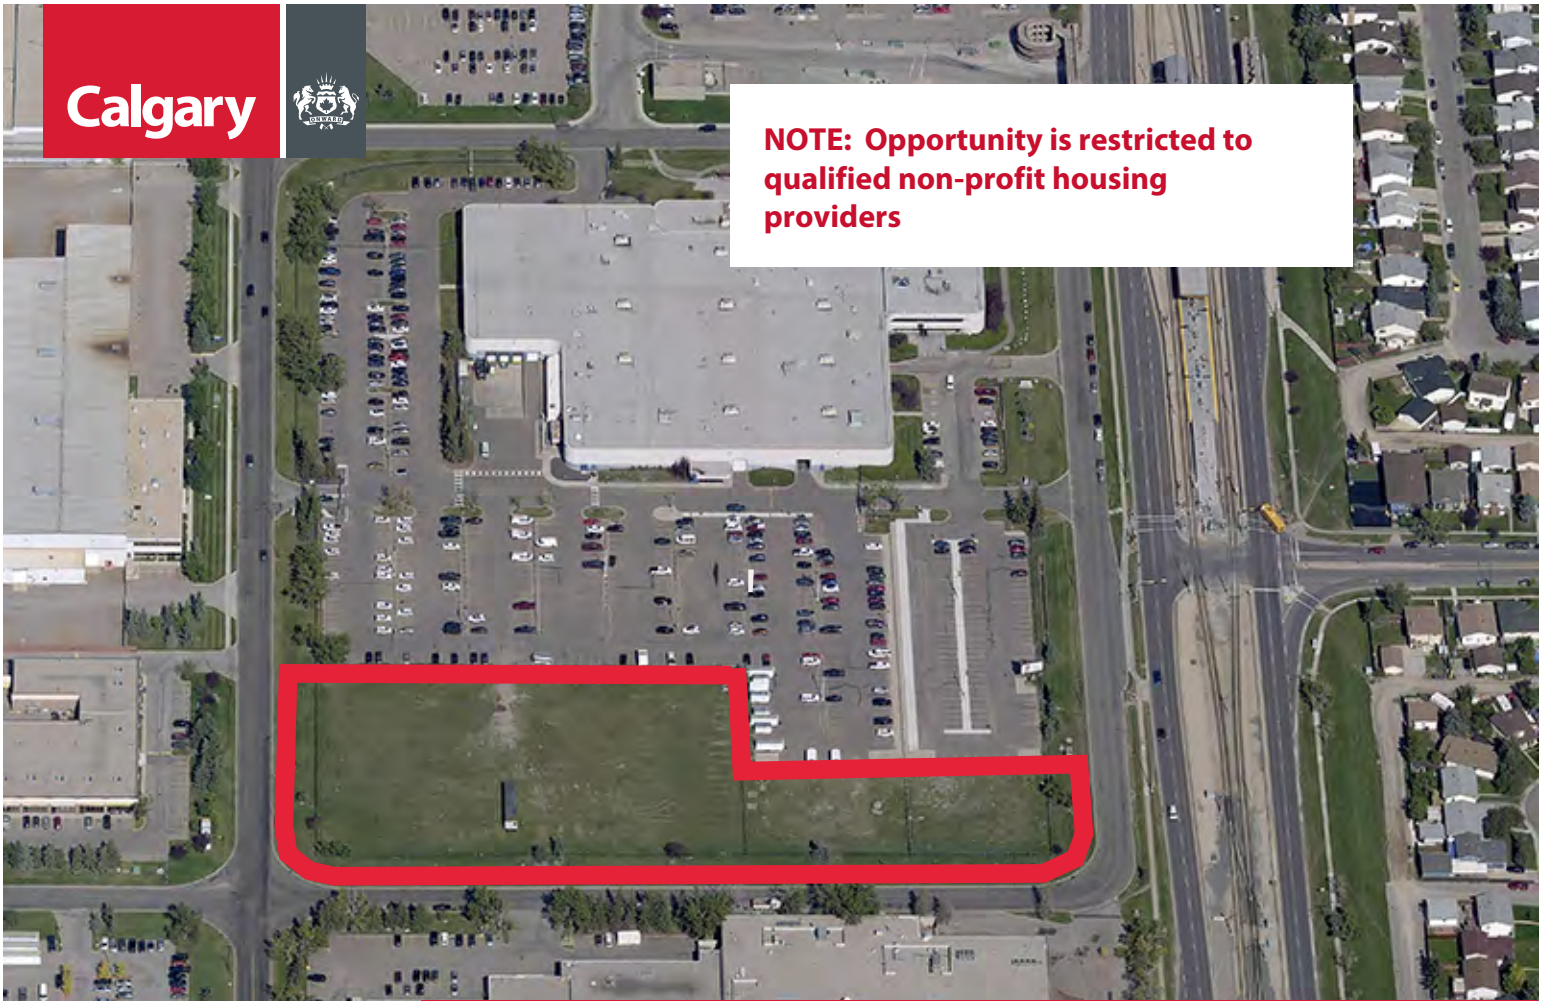 Calgary
ONWARD
NOTE: Opportunity is restricted to
qualified non-profit housing
providers